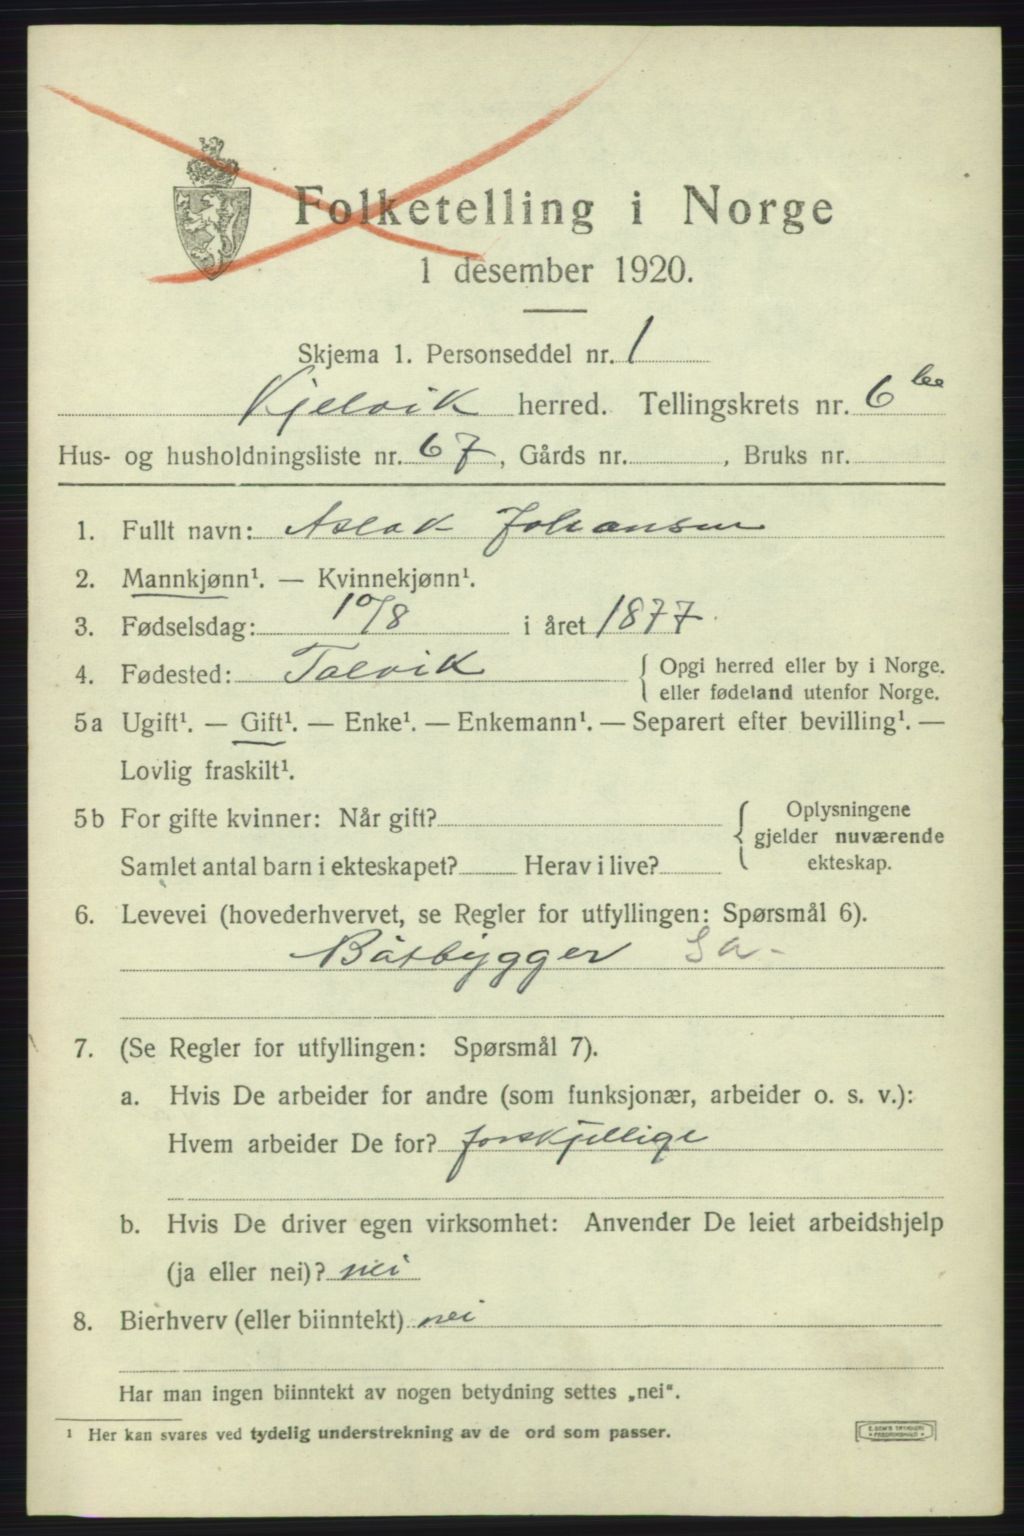 Folketelling i Norge
1 desember 1920.
Skjema 1. Personseddel nr. 1
Kjelvik herred. Tellingskrets nr. 6
Hus- og husholdningsliste nr. 67, Gårds nr. , Bruks nr.
1. Fullt navn: Aslak Johansen
2. Mannkjønn¹. — Kvinnekjønn¹.
3. Fødselsdag: 10/8 i året 1877
4. Fødested: Talvik { Opgi herred eller by i Norge.
eller fødeland utenfor Norge.
5a Ugift¹. — Gift¹. — Enke¹. — Enkemann¹. — Separert efter bevilling¹. —
Lovlig fraskilt¹.
5b For gifte kvinner: Når gift? { Oplysningene
gjelder nuværende
Samlet antal barn i ekteskapet? Herav i live? ekteskap.
6. Levevei (hovederhvervet, se Regler for utfyllingen: Spørsmål 6).
Båtbygger Sa-
7. (Se Regler for utfyllingen: Spørsmål 7).
a. Hvis De arbeider for andre (som funksjonær, arbeider o. s. v.):
Hvem arbeider De for? forskjellige
b. Hvis De driver egen virksomhet: Anvender De leiet arbeidshjelp
(ja eller nei)? nei
8. Bierhverv (eller biinntekt) nei
Har man ingen biinntekt av nogen betydning settes „nei".
¹ Her kan svares ved tydelig understrekning av de ord som passer.